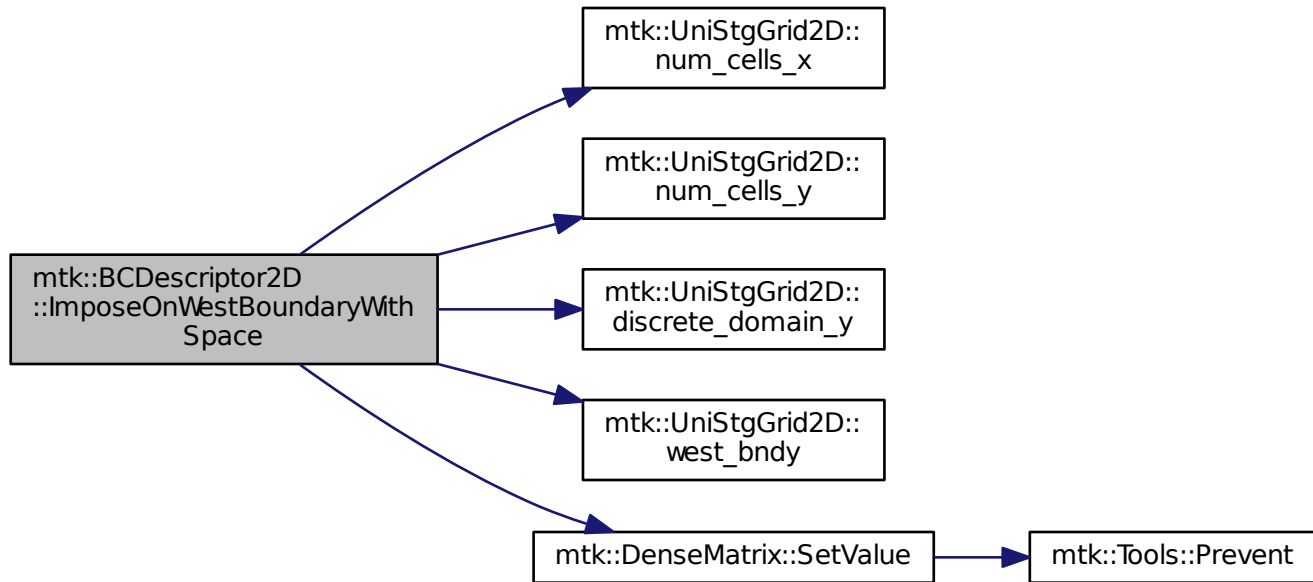 mtk::UniStgGrid2D::
num_cells_x
mtk::UniStgGrid2D::
num_cells_y
mtk::BCDescriptor2D
::ImposeOnWestBoundaryWith
Space
mtk::UniStgGrid2D::
discrete_domain_y
mtk::UniStgGrid2D::
west_bndy
mtk::DenseMatrix::SetValue
mtk::Tools::Prevent